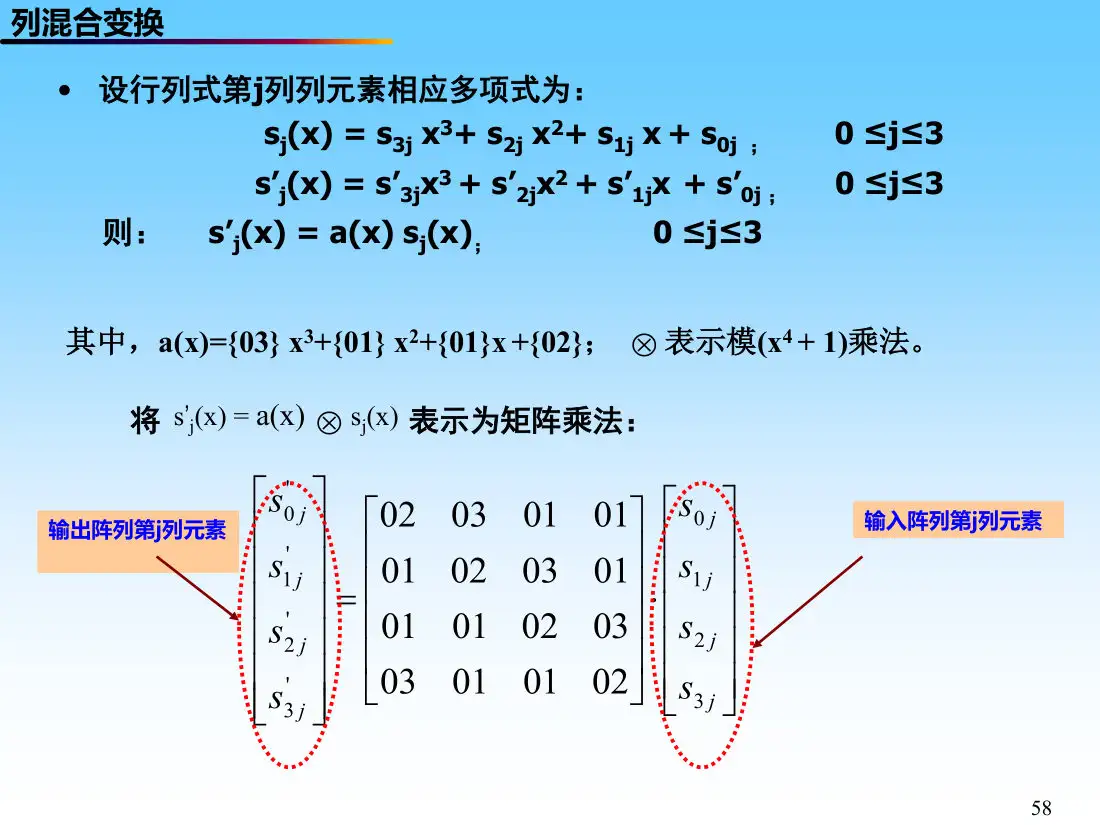 列混合变换
• 设行列式第j列列元素相应多项式为：
sj(x) = s3j x3+ s2j x2+ s1j x + s0j ； 0 ≤j≤3
s’j(x) = s’3jx3 + s’2jx2 + s’1jx + s’0j； 0 ≤j≤3
则： s’j(x) = a(x) sj(x)； 0 ≤j≤3
其中，a(x)={03} x3+{01} x2+{01}x +{02}； ⊗ 表示模(x4 + 1)乘法。
将 s'j(x) = a(x) ⊗ sj(x) 表示为矩阵乘法：
输出阵列第j列元素
s'0j
s'1j
s'2j
s'3j
=
02 03 01 01
01 02 03 01
01 01 02 03
03 01 01 02
·
s0j
s1j
s2j
s3j
输入阵列第j列元素
58